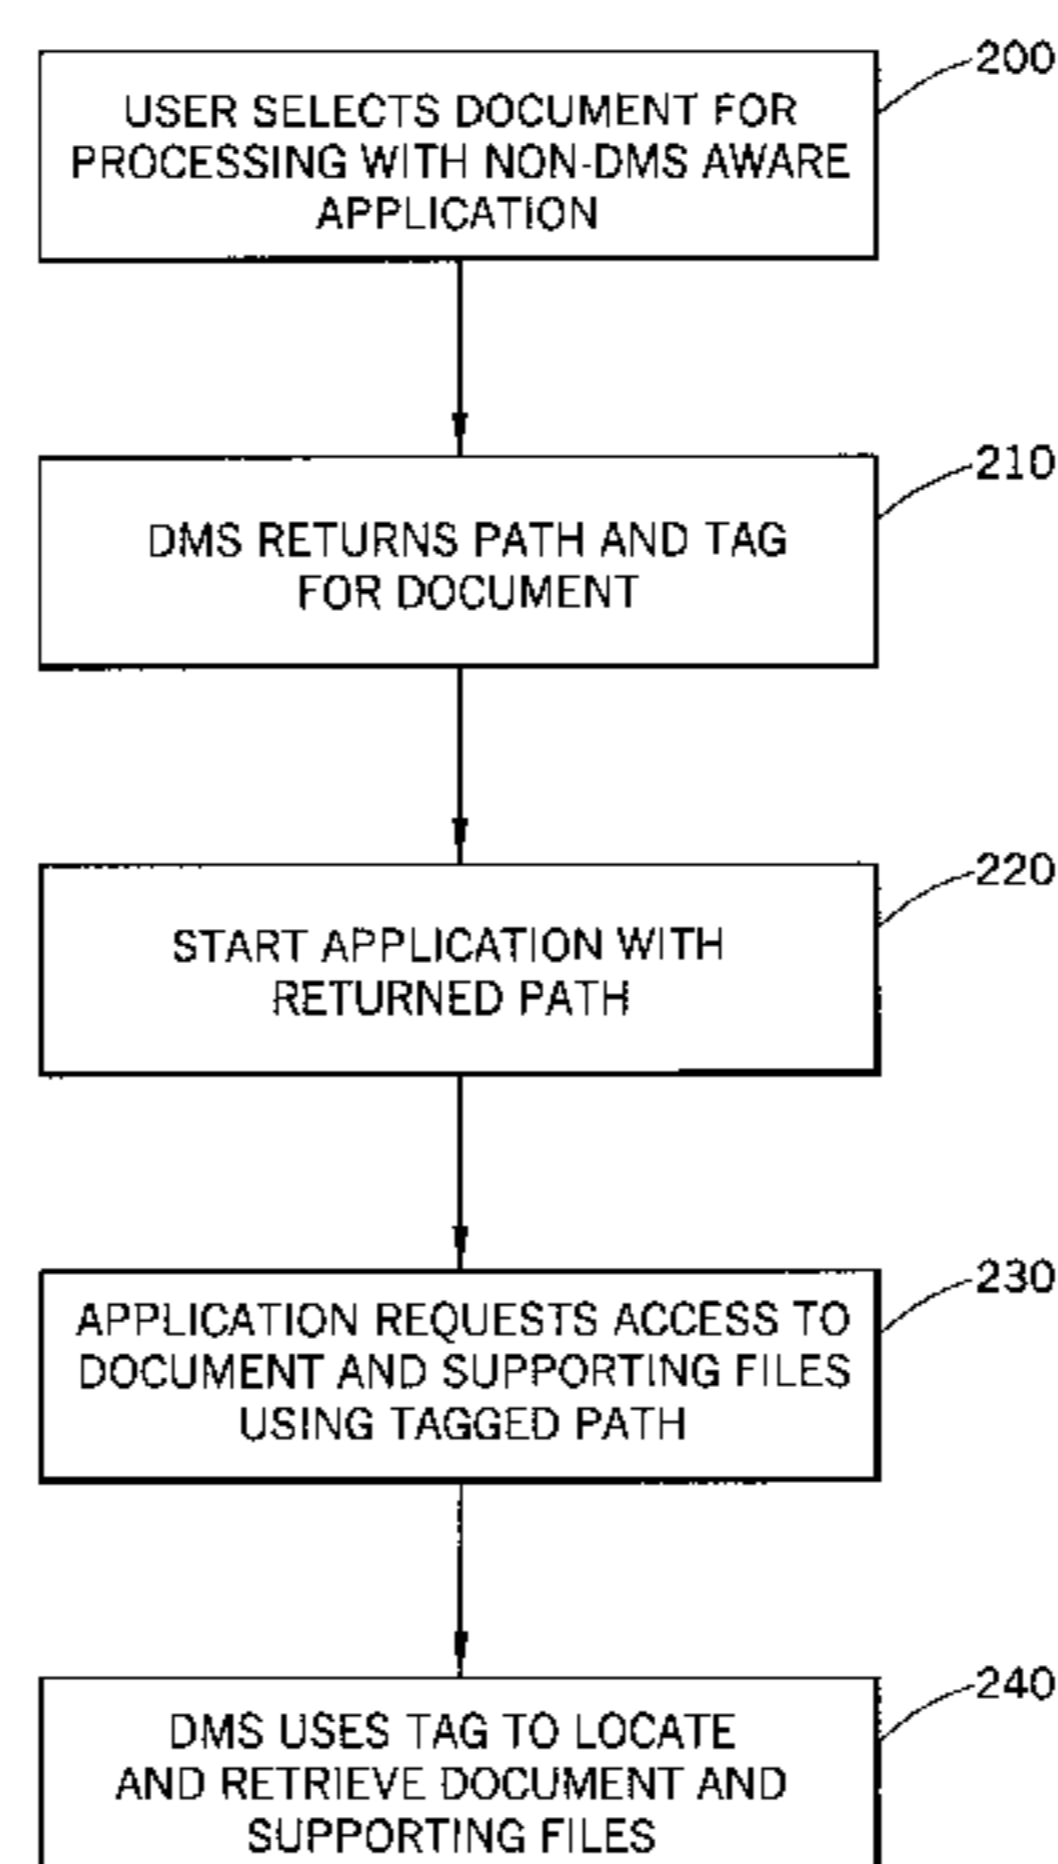 200
USER SELECTS DOCUMENT FOR
PROCESSING WITH NON-DMS AWARE
APPLICATION
210
DMS RETURNS PATH AND TAG
FOR DOCUMENT
220
START APPLICATION WITH
RETURNED PATH
230
APPLICATION REQUESTS ACCESS TO
DOCUMENT AND SUPPORTING FILES
USING TAGGED PATH
240
DMS USES TAG TO LOCATE
AND RETRIEVE DOCUMENT AND
SUPPORTING FILES